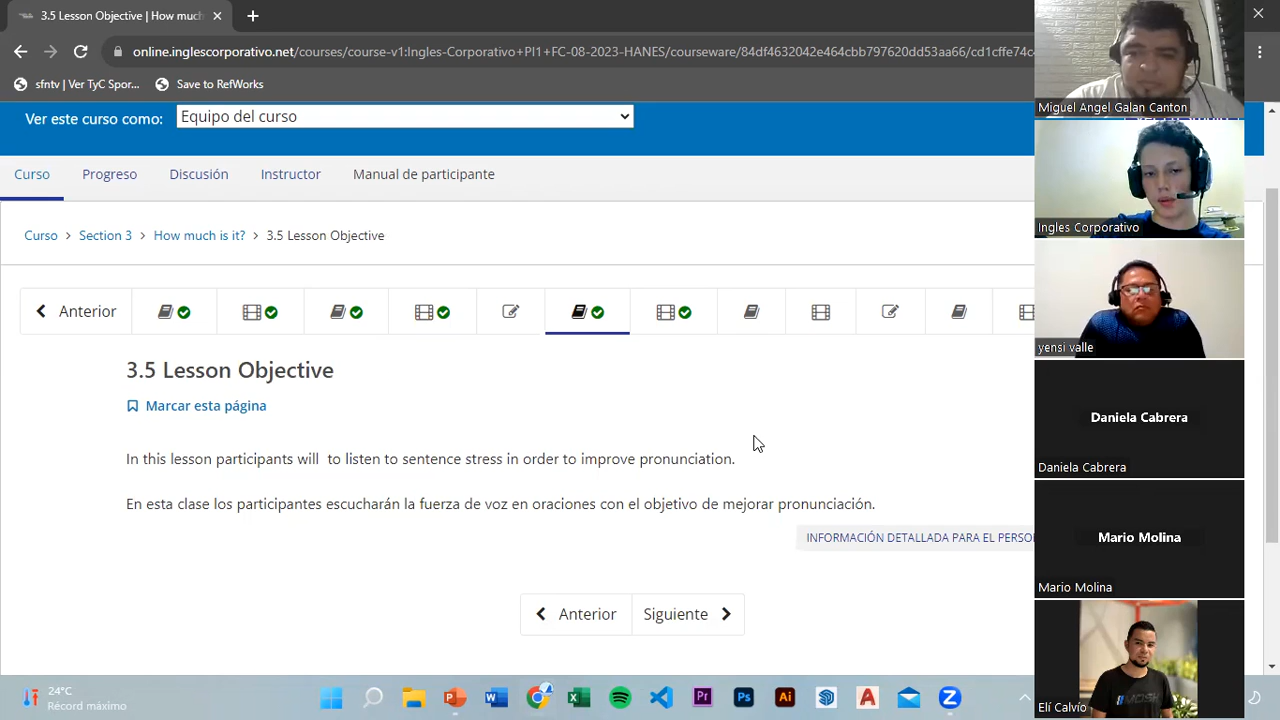 3.5 Lesson Objective | How much
online.inglescorporativo.net/courses/course-v1:Ingles-Corporativo+PI1+FC-08-2023-HANES/courseware/
sfntv | Ver TyC Spor...
Save to RefWorks
Ver este curso como:
Equipo del curso
Curso
Progreso
Discusión
Instructor
Manual de participante
Curso > Section 3 > How much is it? > 3.5 Lesson Obje
Anterior
3.5 Lesson Objective
Marcar esta página
In this lesson participants will to listen to sentence stress in order to improve pronunciation.
En esta clase los participantes escucharán la fuerza de voz en oraciones con el objetivo de mejorar pronunciación.
INFORMACIÓN DETALLADA PARA EL PERSO
Anterior
Siguiente
Miguel Angel Galan Canton
Ingles Corporativo
yensi valle
Daniela Cabrera
Daniela Cabrera
Mario Molina
Mario Molina
Elí Calvío
24°C
Récord máximo